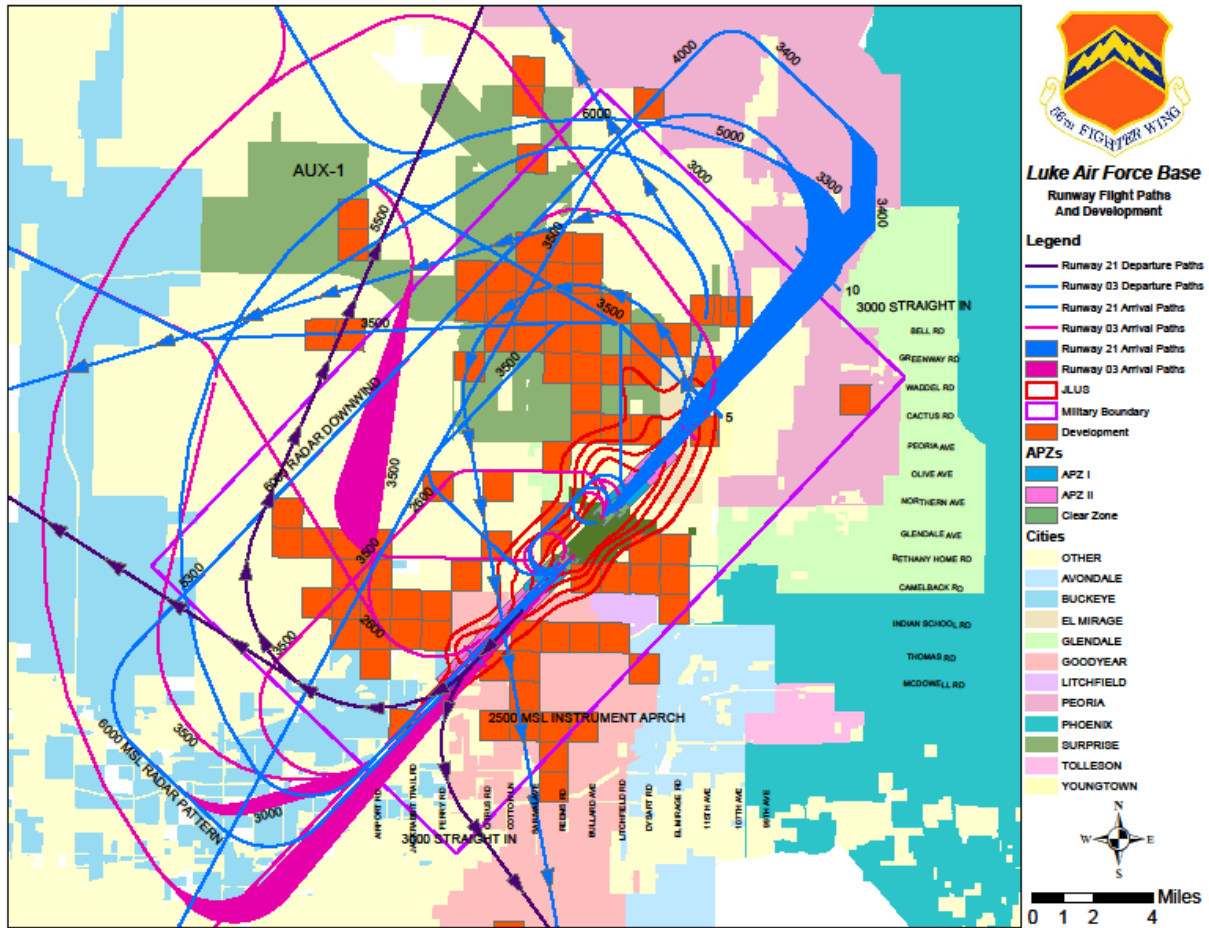 56TH FIGHTER WING
Luke Air Force Base
Runway Flight Paths
And Development
Legend
Runway 21 Departure Paths
Runway 03 Departure Paths
Runway 21 Arrival Paths
Runway 03 Arrival Paths
Runway 21 Arrival Paths
Runway 03 Arrival Paths
JLUS
Military Boundary
Development
APZs
APZ I
APZ II
Clear Zone
Cities
OTHER
AVONDALE
BUCKEYE
EL MIRAGE
GLENDALE
GOODYEAR
LITCHFIELD
PEORIA
PHOENIX
SURPRISE
TOLLESON
YOUNGTOWN
N
W E
S
Miles
0 1 2 4
4000
3400
6000
5000
3000
3300
3400
AUX-1
5500
3500
10
3000 STRAIGHT IN
BELL RD
GREENWAY RD
WADDEL RD
CACTUS RD
PEORIA AVE
OLIVE AVE
NORTHERN AVE
GLENDALE AVE
BETHANY HOME RD
CAMELBACK RD
INDIAN SCHOOL RD
THOMAS RD
MCDOWELL RD
3500
3500
3500
5
6000 RADAR DOWNWIND
3500
2600
3500
5300
2600
3500
2500 MSL INSTRUMENT APRCH
3500
6000 MSL RADAR PATTERN
3000
AIRPORT RD
PERRY RD
COTTON LN
REEMS RD
BULLARD AVE
LITCHFIELD RD
DYSART RD
EL MIRAGE RD
115TH AVE
107TH AVE
99TH AVE
3000 STRAIGHT IN